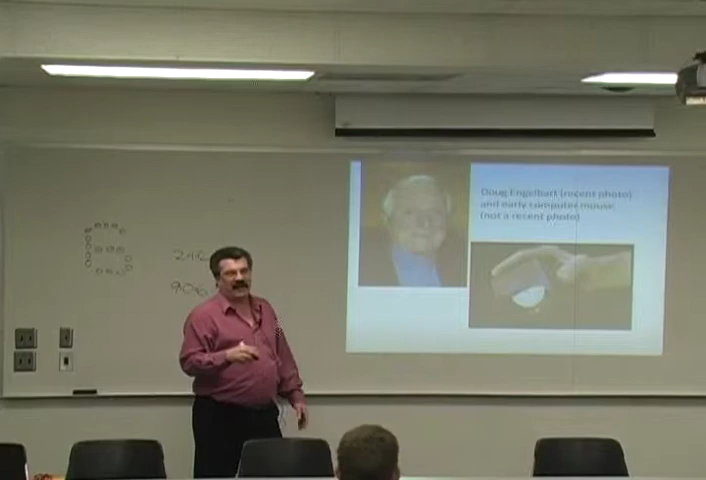 Doug Engelbart (recent photo)
and early computer mouse
(not a recent photo)